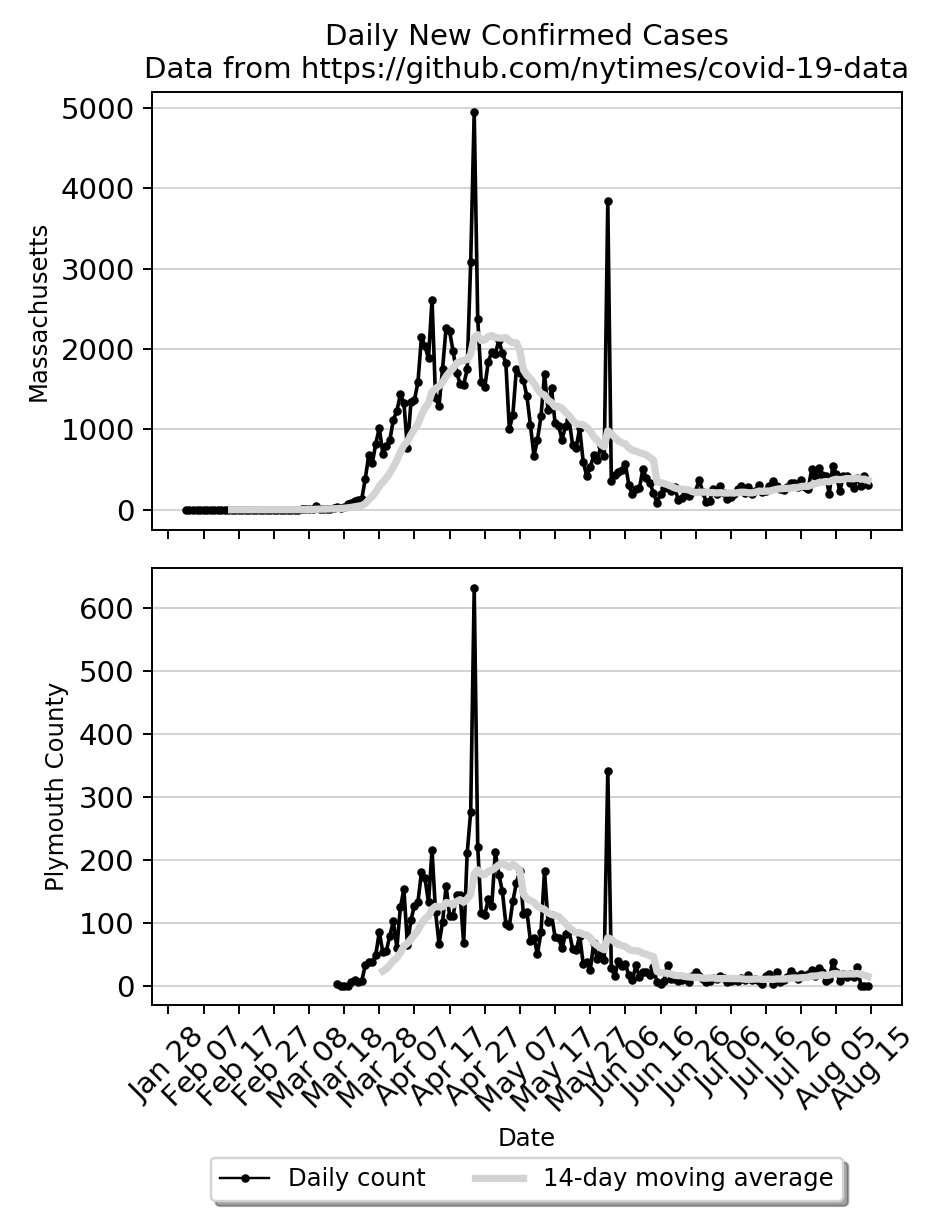 Daily New Confirmed Cases
Data from https://github.com/nytimes/covid-19-data
5000
4000
3000
2000
1000
0
Massachusetts
600
500
400
300
200
100
0
Plymouth County
Jan 28
Feb 07
Feb 17
Feb 27
Mar 08
Mar 18
Mar 28
Apr 07
Apr 17
Apr 27
May 07
May 17
May 27
Jun 06
Jun 16
Jun 26
Jul 06
Jul 16
Jul 26
Aug 05
Aug 15
Date
Daily count
14-day moving average